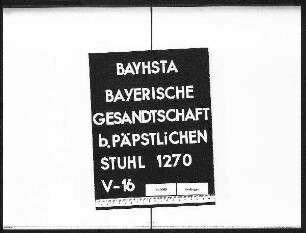 BAYHSTA
BAYERISCHE
GESANDTSCHAFT
b. PÄPSTLiCHEN
STUHL 1270
V-16